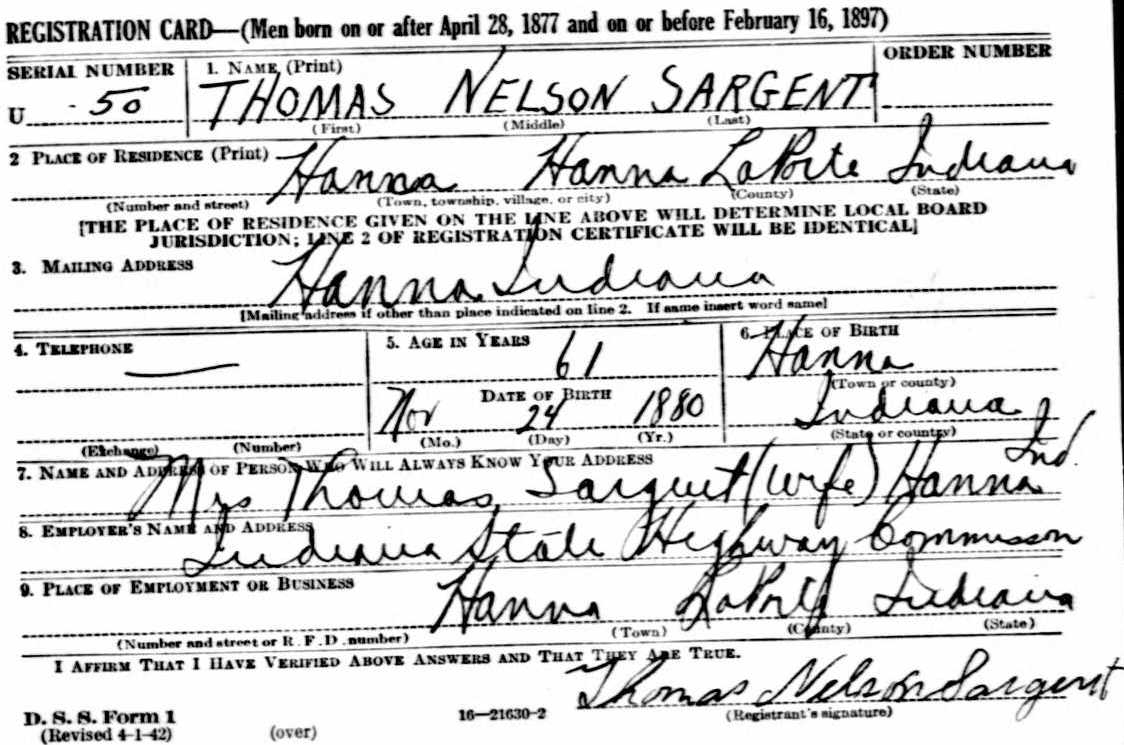 REGISTRATION CARD—(Men born on or after April 28, 1877 and on or before February 16, 1897)
SERIAL NUMBER
1. NAME (Print)
ORDER NUMBER
U 50
THOMAS NELSON SARGENT
(First) (Middle) (Last)
2 PLACE OF RESIDENCE (Print)
Hanna Hanna LaPorte Indiana
(Number and street) (Town, township, village, or city) (County) (State)
[THE PLACE OF RESIDENCE GIVEN ON THE LINE ABOVE WILL DETERMINE LOCAL BOARD
JURISDICTION; LINE 2 OF REGISTRATION CERTIFICATE WILL BE IDENTICAL]
3. MAILING ADDRESS
Hanna Indiana
[Mailing address if other than place indicated on line 2. If same insert word same]
4. TELEPHONE
5. AGE IN YEARS
6. PLACE OF BIRTH
61
Hanna
(Town or county)
DATE OF BIRTH
Nov 24 1880
Indiana
(Exchange) (Number)
(Mo.) (Day) (Yr.)
(State or country)
7. NAME AND ADDRESS OF PERSON WHO WILL ALWAYS KNOW YOUR ADDRESS
Mrs Thomas Sargent (wife) Hanna Ind.
8. EMPLOYER'S NAME AND ADDRESS
Indiana State Highway Commisson
9. PLACE OF EMPLOYMENT OR BUSINESS
Hanna LaPorte Indiana
(Number and street or R. F. D. number) (Town) (County) (State)
I AFFIRM THAT I HAVE VERIFIED ABOVE ANSWERS AND THAT THEY ARE TRUE.
Thomas Nelson Sargent
D. S. S. Form 1
(Revised 4-1-42) (over)
16—21630-2
(Registrant's signature)